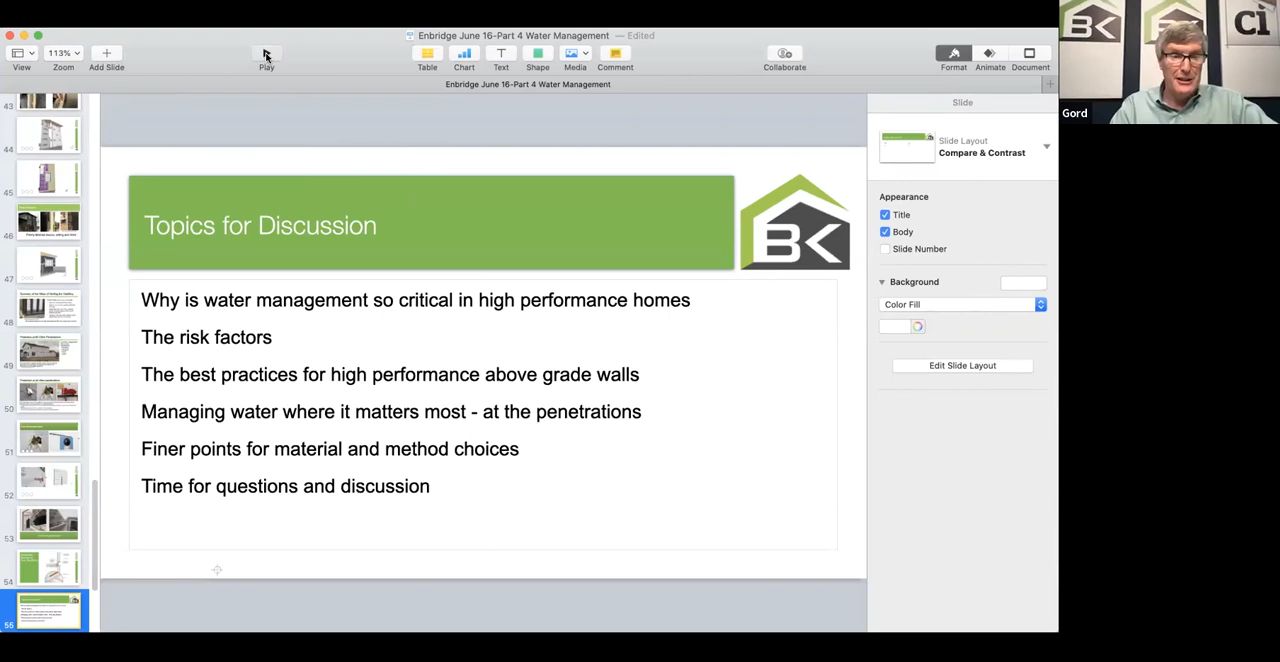 Enbridge June 16-Part 4 Water Management — Edited
113%
View
Zoom
Add Slide
Play
Table
Chart
Text
Shape
Media
Comment
Collaborate
Format
Animate
Document
Enbridge June 16-Part 4 Water Management
43
44
45
46
47
48
49
50
51
52
53
54
55
Topics for Discussion
BK
Why is water management so critical in high performance homes
The risk factors
The best practices for high performance above grade walls
Managing water where it matters most - at the penetrations
Finer points for material and method choices
Time for questions and discussion
Slide
Slide Layout
Compare & Contrast
Appearance
Title
Body
Slide Number
Background
Color Fill
Edit Slide Layout
BK
BK
ci
Gord